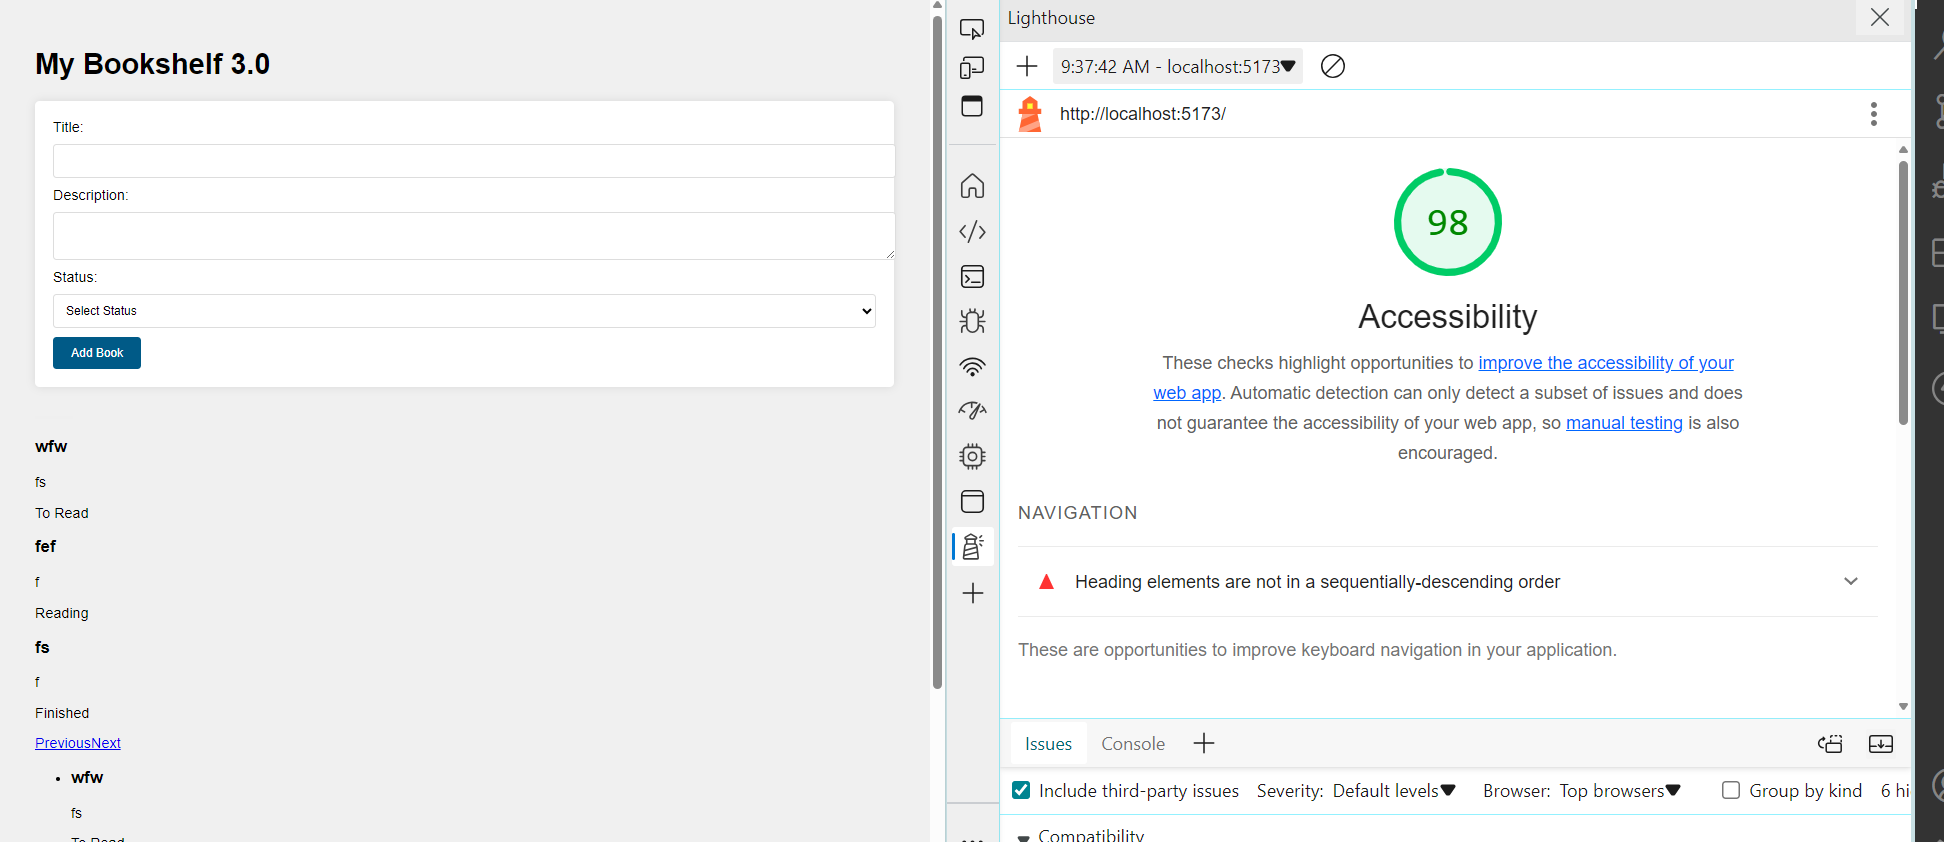 My Bookshelf 3.0
Title:
Description:
Status:
Select Status
Add Book
wfw
fs
To Read
fef
f
Reading
fs
f
Finished
PreviousNext
wfw
fs
To Read
Lighthouse
9:37:42 AM - localhost:5173
http://localhost:5173/
98
Accessibility
These checks highlight opportunities to improve the accessibility of your
web app. Automatic detection can only detect a subset of issues and does
not guarantee the accessibility of your web app, so manual testing is also
encouraged.
NAVIGATION
Heading elements are not in a sequentially-descending order
These are opportunities to improve keyboard navigation in your application.
Issues Console
Include third-party issues Severity: Default levels Browser: Top browsers Group by kind 6 hi
Compatibility